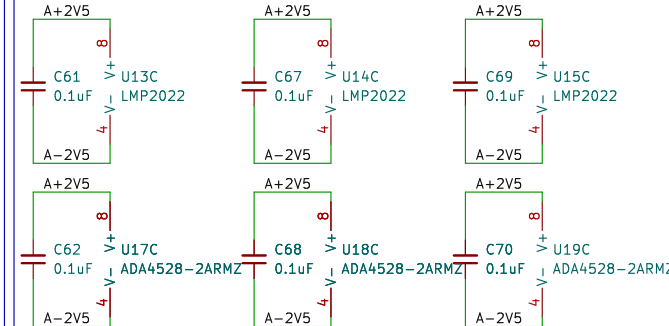 A+2V5 A+2V5 A+2V5
8 8 8
C61 V+ U13C C67 V+ U14C C69 V+ U15C
0.1uF V- LMP2022 0.1uF V- LMP2022 0.1uF V- LMP2022
4 4 4
A-2V5 A-2V5 A-2V5
A+2V5 A+2V5 A+2V5
8 8 8
C62 V+ U17C C68 V+ U18C C70 V+ U19C
0.1uF V- ADA4528-2ARMZ 0.1uF V- ADA4528-2ARMZ 0.1uF V- ADA4528-2ARMZ
4 4 4
A-2V5 A-2V5 A-2V5